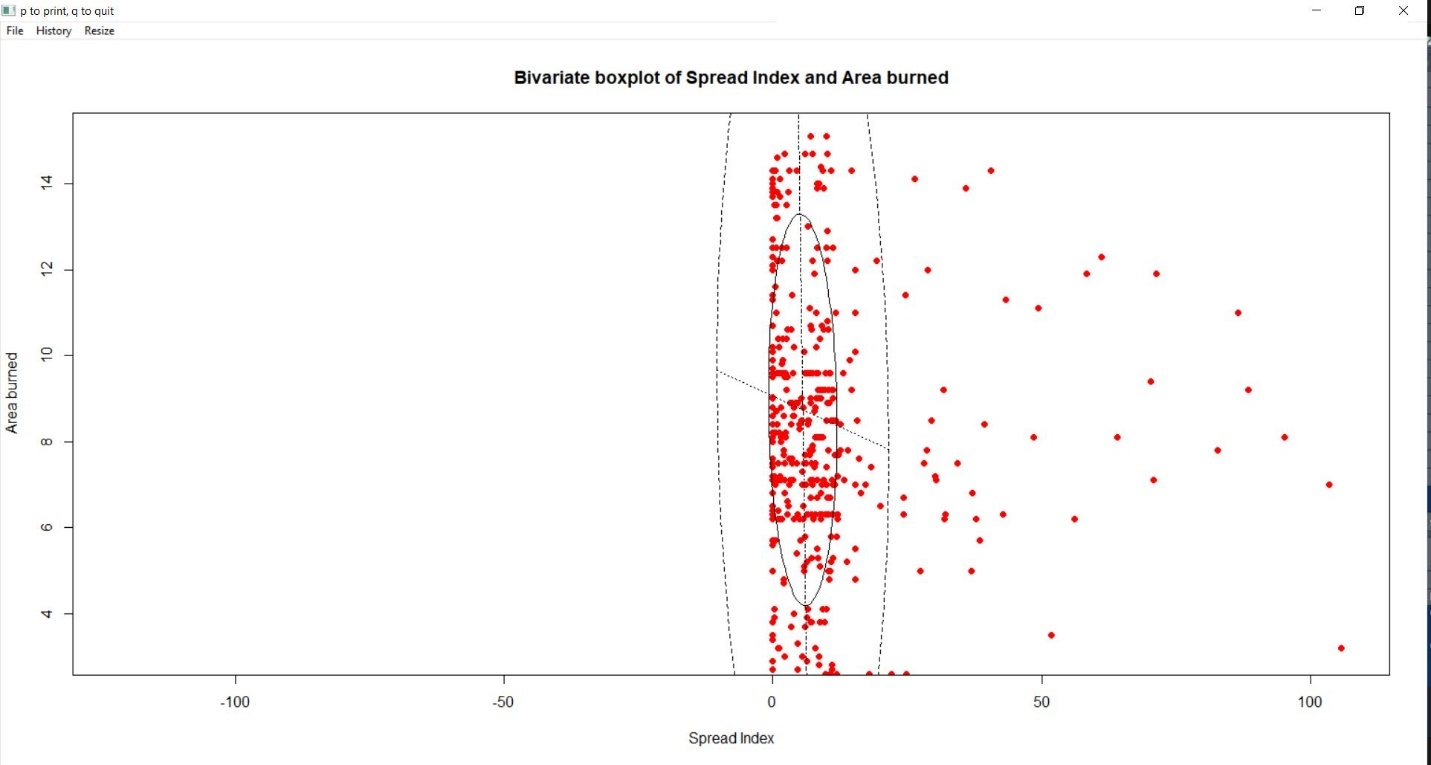 p to print, q to quit
File History Resize
Bivariate boxplot of Spread Index and Area burned
14
12
10
8
6
4
Area burned
-100 -50 0 50 100
Spread Index